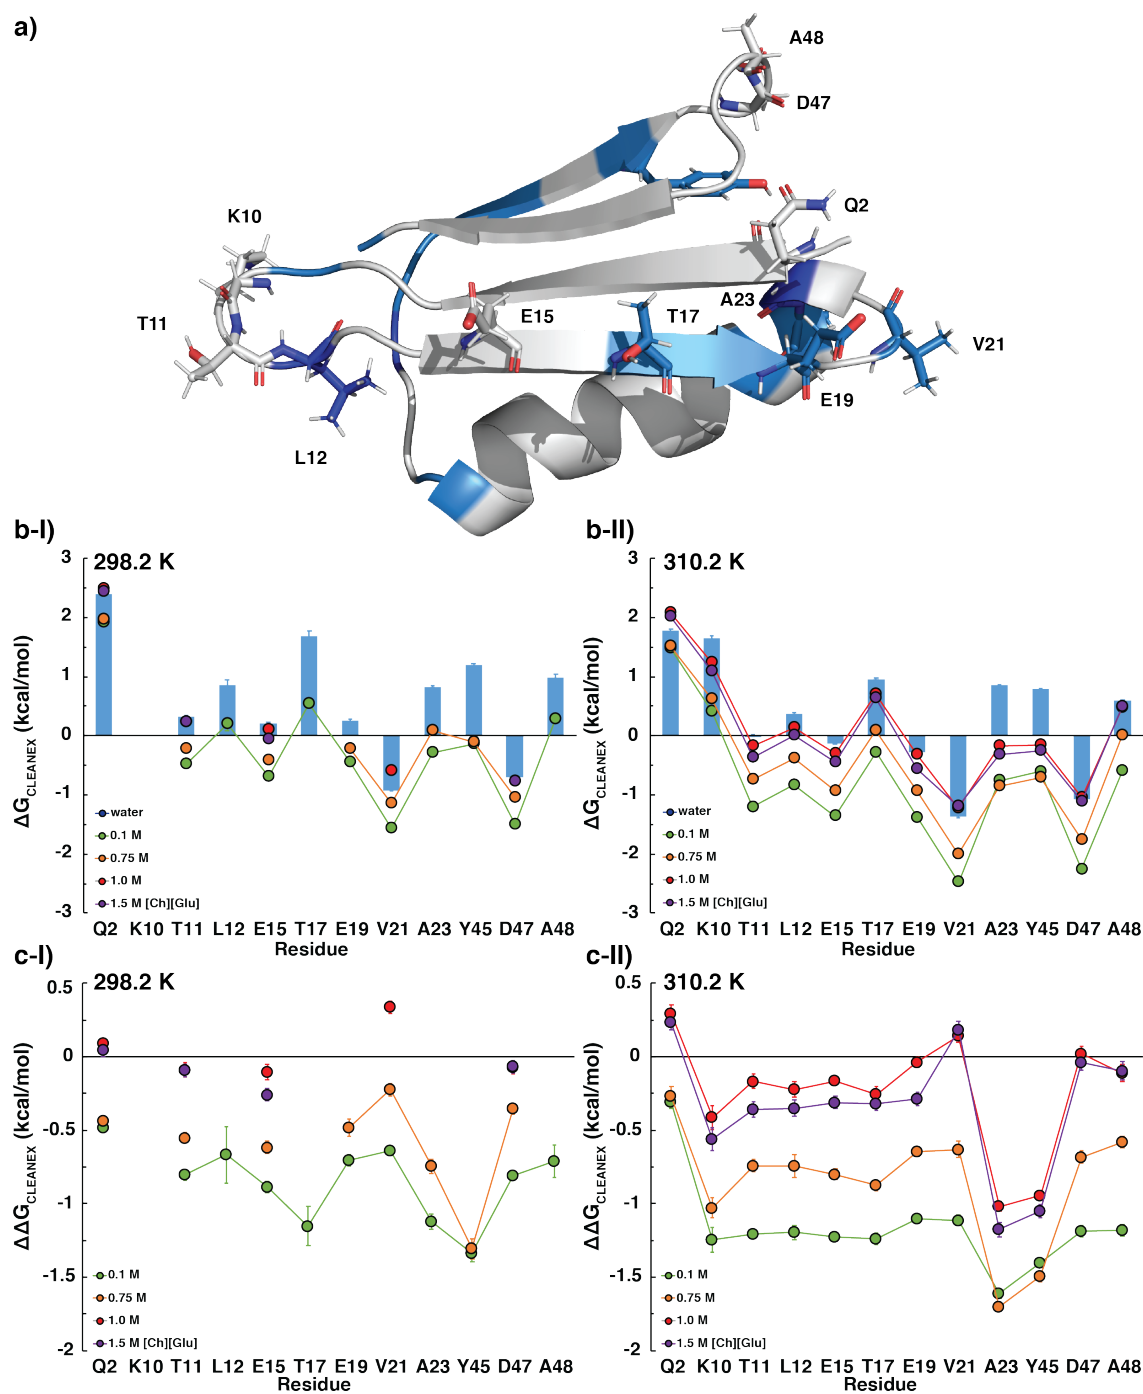 a)
A48
D47
Q2
K10
A23
T11
E15
T17
V21
E19
L12
b-I)
298.2 K
ΔG_CLEANEX (kcal/mol)
3
2
1
0
-1
-2
-3
water
0.1 M
0.75 M
1.0 M
1.5 M [Ch][Glu]
Q2 K10 T11 L12 E15 T17 E19 V21 A23 Y45 D47 A48
Residue
b-II)
310.2 K
ΔG_CLEANEX (kcal/mol)
3
2
1
0
-1
-2
-3
water
0.1 M
0.75 M
1.0 M
1.5 M [Ch][Glu]
Q2 K10 T11 L12 E15 T17 E19 V21 A23 Y45 D47 A48
Residue
c-I)
298.2 K
ΔΔG_CLEANEX (kcal/mol)
0.5
0
-0.5
-1
-1.5
-2
0.1 M
0.75 M
1.0 M
1.5 M [Ch][Glu]
Q2 K10 T11 L12 E15 T17 E19 V21 A23 Y45 D47 A48
Residue
c-II)
310.2 K
ΔΔG_CLEANEX (kcal/mol)
0.5
0
-0.5
-1
-1.5
-2
0.1 M
0.75 M
1.0 M
1.5 M [Ch][Glu]
Q2 K10 T11 L12 E15 T17 E19 V21 A23 Y45 D47 A48
Residue